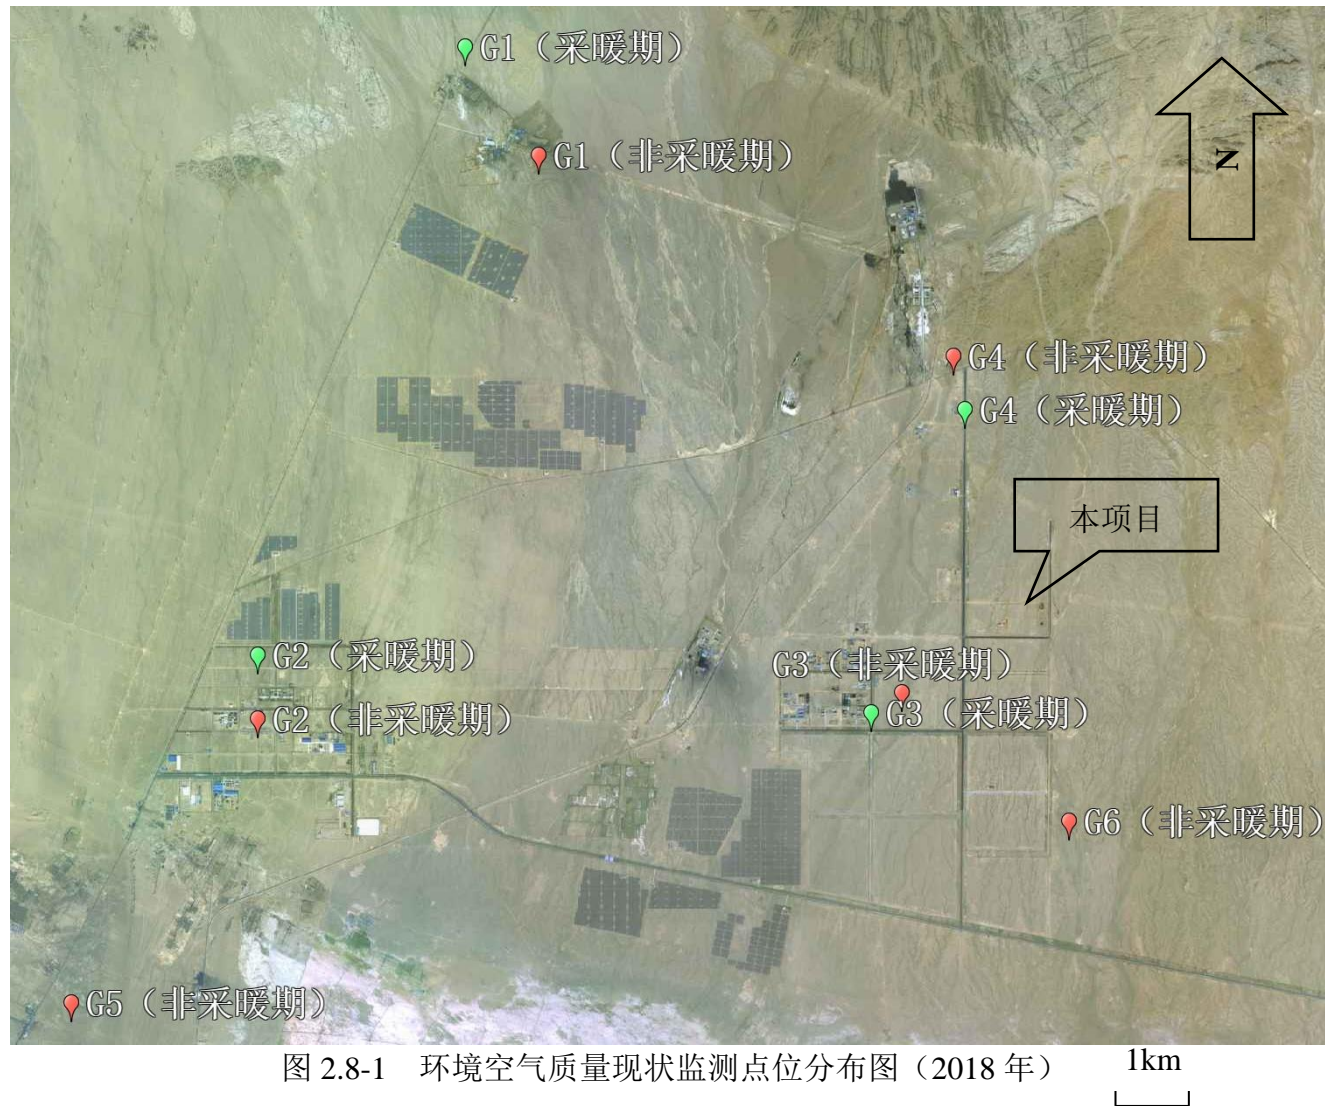 G1（采暖期）
G1（非采暖期）
N
G4（非采暖期）
G4（采暖期）
本项目
G2（采暖期）
G3（非采暖期）
G2（非采暖期）
G3（采暖期）
G6（非采暖期）
G5（非采暖期）
图 2.8-1 环境空气质量现状监测点位分布图（2018 年）
1km